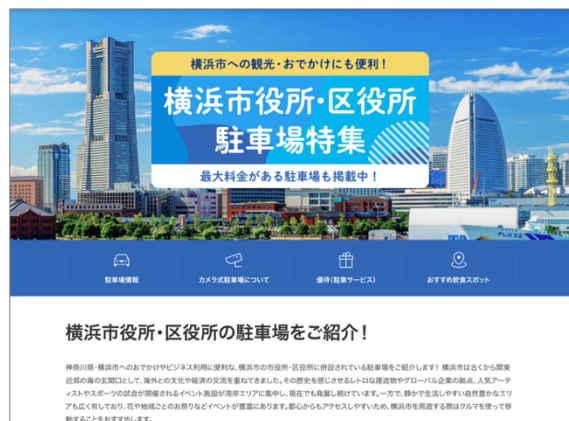 横浜市への観光・おでかけにも便利！
横浜市役所・区役所
駐車場特集
最大料金がある駐車場も掲載中！
PLH32
駐車場情報
カメラ式駐車場について
優待（駐車サービス）
おすすめ飲食スポット
横浜市役所・区役所の駐車場をご紹介！
神奈川県・横浜市へのおでかけやビジネス利用に便利な、横浜市の市役所・区役所に併設されている駐車場をご紹介します！ 横浜市は古くから関東
近郊の海の玄関口として、海外との文化や経済の交流を重ねてきました。その歴史を感じさせるレトロな建造物やグローバル企業の拠点、人気アーテ
ィストやスポーツの試合が開催されるイベント施設が湾岸エリアに集中し、現在でも発展し続けています。一方で、静かで生活しやすい自然豊かなエリ
アも広く有しており、花や地域ごとのお祭りなどイベントが豊富にあります。都心からもアクセスしやすいため、横浜市を周遊する際はクルマを使って移
動することをおすすめします。